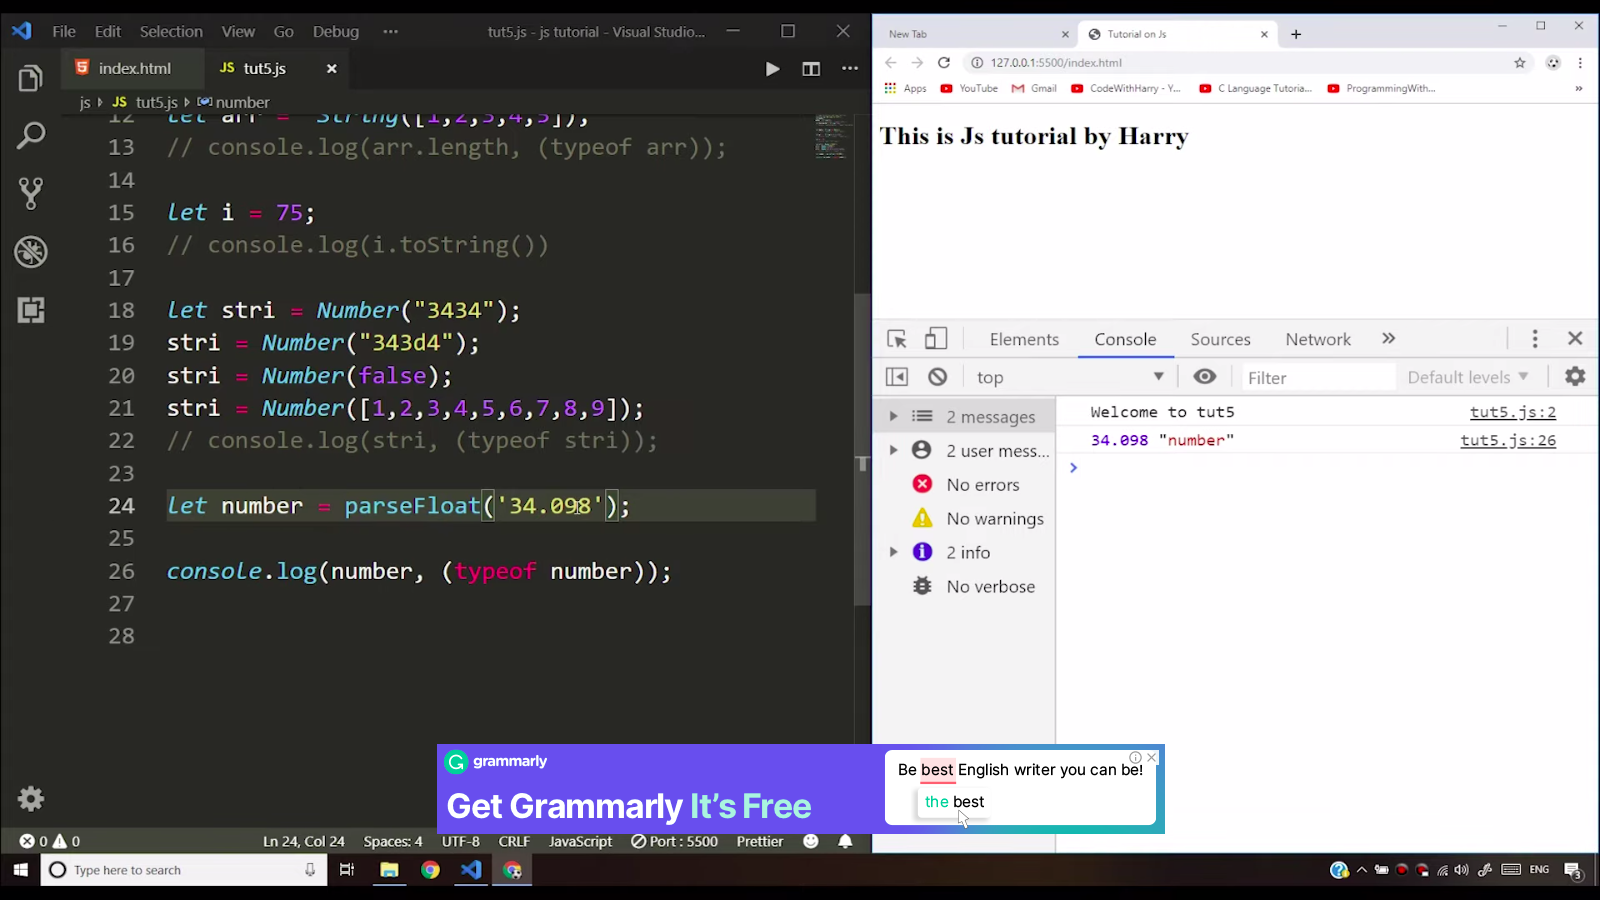 File Edit Selection View Go Debug ··· tut5.js - js tutorial - Visual Studio...
index.html JS tut5.js
js JS tut5.js number
12 let arr = String([1,2,3,4,5]);
13 // console.log(arr.length, (typeof arr));
14
15 let i = 75;
16 // console.log(i.toString())
17
18 let stri = Number("3434");
19 stri = Number("343d4");
20 stri = Number(false);
21 stri = Number([1,2,3,4,5,6,7,8,9]);
22 // console.log(stri, (typeof stri));
23
24 let number = parseFloat('34.098');
25
26 console.log(number, (typeof number));
27
28
0 0 Ln 24, Col 24 Spaces: 4 UTF-8 CRLF JavaScript Port : 5500 Prettier
New Tab Tutorial on Js
127.0.0.1:5500/index.html
Apps YouTube Gmail CodeWithHarry - Y... C Language Tutoria... ProgrammingWith... »
This is Js tutorial by Harry
Elements Console Sources Network »
top Filter Default levels
2 messages
2 user mess...
No errors
No warnings
2 info
No verbose
Welcome to tut5 tut5.js:2
34.098 "number" tut5.js:26
grammarly
Get Grammarly It's Free
Be best English writer you can be!
the best
Type here to search
ENG
3